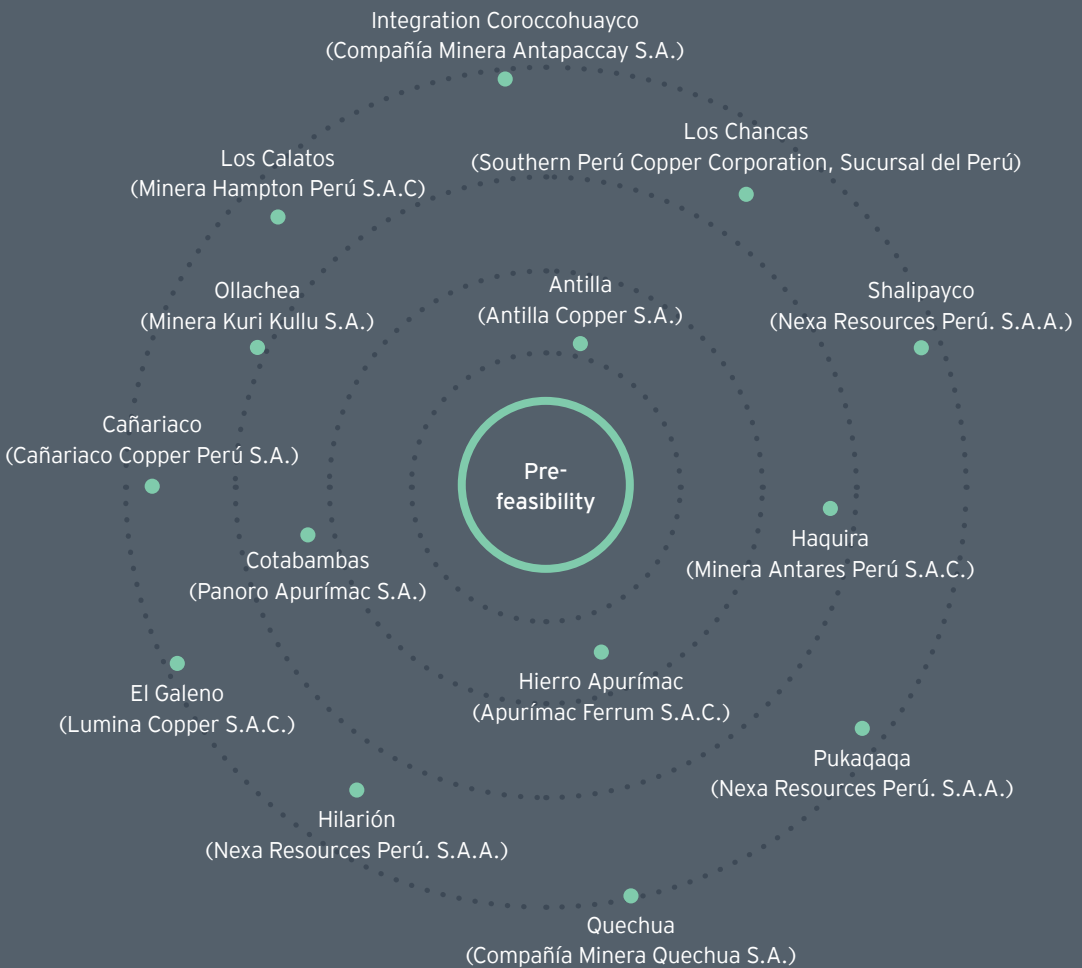 Integration Coroccohuayco
(Compañía Minera Antapaccay S.A.)
Los Chancas
(Southern Perú Copper Corporation, Sucursal del Perú)
Los Calatos
(Minera Hampton Perú S.A.C)
Ollachea
(Minera Kuri Kullu S.A.)
Antilla
(Antilla Copper S.A.)
Shalipayco
(Nexa Resources Perú. S.A.A.)
Cañariaco
(Cañariaco Copper Perú S.A.)
Pre-
feasibility
Haquira
(Minera Antares Perú S.A.C.)
Cotabambas
(Panoro Apurímac S.A.)
El Galeno
(Lumina Copper S.A.C.)
Hierro Apurímac
(Apurímac Ferrum S.A.C.)
Pukaqaqa
(Nexa Resources Perú. S.A.A.)
Hilarión
(Nexa Resources Perú. S.A.A.)
Quechua
(Compañía Minera Quechua S.A.)